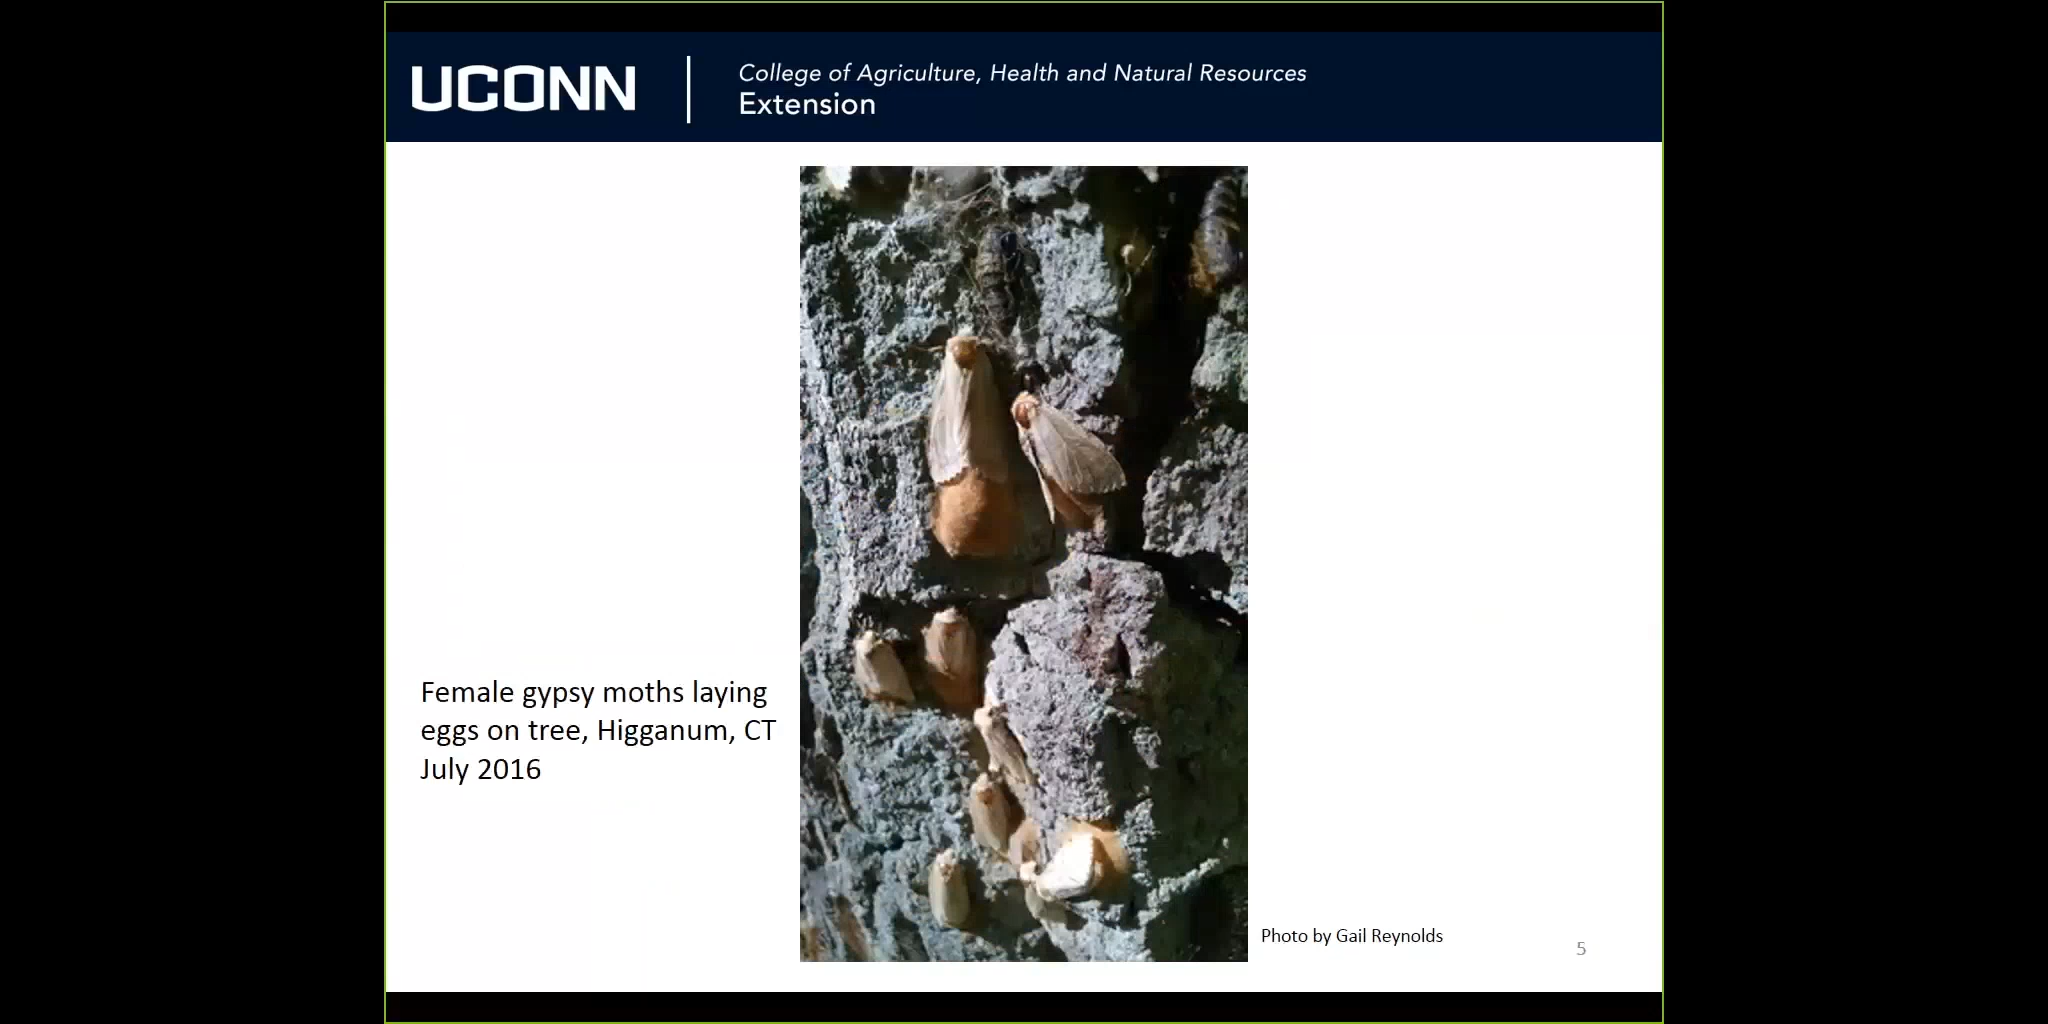 UCONN
College of Agriculture, Health and Natural Resources
Extension
Female gypsy moths laying
eggs on tree, Higganum, CT
July 2016
Photo by Gail Reynolds
5